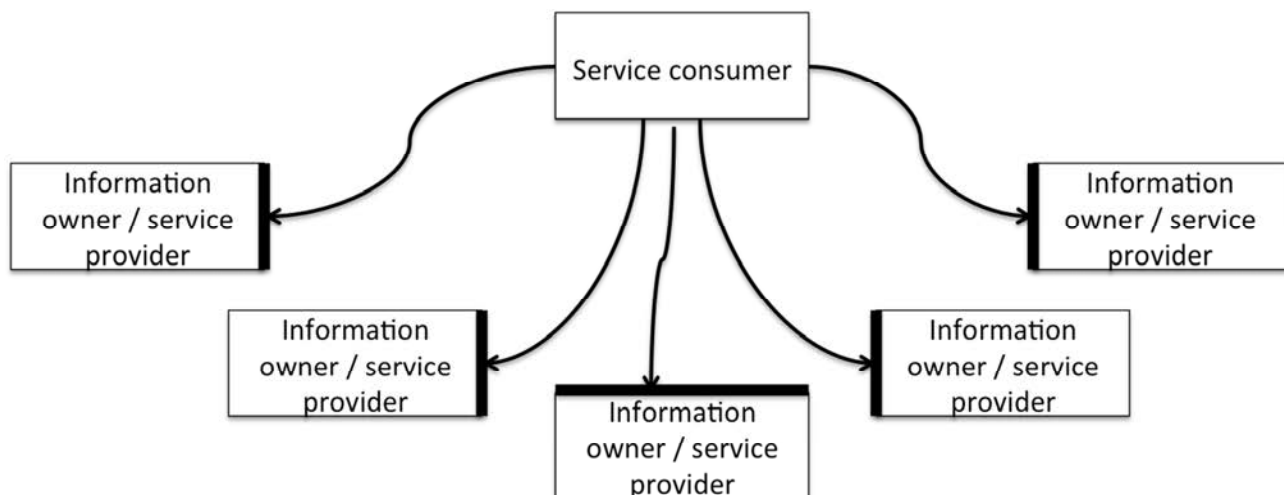 Service consumer
Information
owner / service
provider
Information
owner / service
provider
Information
owner / service
provider
Information
owner / service
provider
Information
owner / service
provider